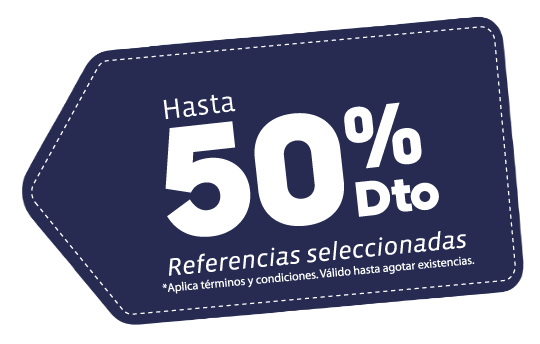 Hasta
50%
Dto
Referencias seleccionadas
*Aplica términos y condiciones. Válido hasta agotar existencias.